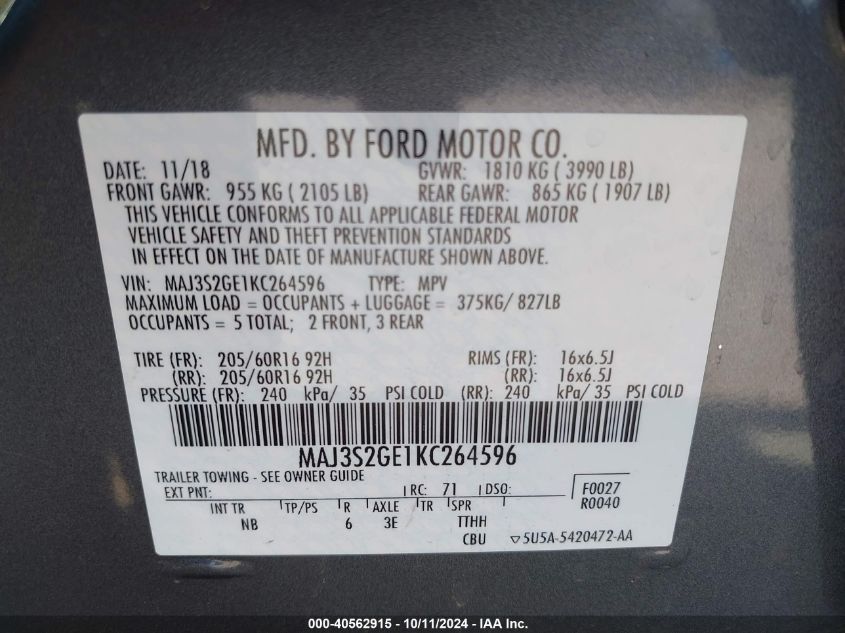 MFD. BY FORD MOTOR CO.
DATE: 11/18 GVWR: 1810 KG ( 3990 LB)
FRONT GAWR: 955 KG ( 2105 LB) REAR GAWR: 865 KG ( 1907 LB)
THIS VEHICLE CONFORMS TO ALL APPLICABLE FEDERAL MOTOR
VEHICLE SAFETY AND THEFT PREVENTION STANDARDS
IN EFFECT ON THE DATE OF MANUFACTURE SHOWN ABOVE.
VIN: MAJ3S2GE1KC264596 TYPE: MPV
MAXIMUM LOAD = OCCUPANTS + LUGGAGE = 375KG/ 827LB
OCCUPANTS = 5 TOTAL; 2 FRONT, 3 REAR
TIRE (FR): 205/60R16 92H RIMS (FR): 16x6.5J
(RR): 205/60R16 92H (RR): 16x6.5J
PRESSURE (FR): 240 kPa/ 35 PSI COLD (RR): 240 kPa/ 35 PSI COLD
MAJ3S2GE1KC264596
TRAILER TOWING - SEE OWNER GUIDE
EXT PNT: RC: 71 DSO: F0027
R0040
INT TR TP/PS R AXLE TR SPR
NB 6 3E TTHH
CBU ▽5U5A-5420472-AA
000-40562915 - 10/11/2024 - IAA Inc.